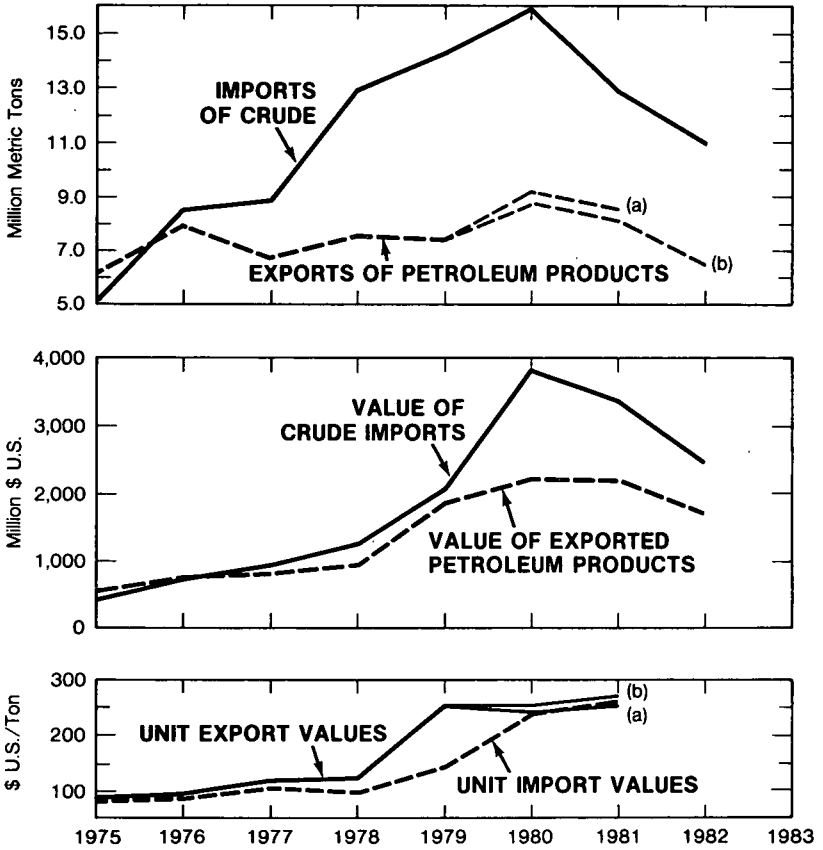 Million Metric Tons
15.0
13.0
11.0
9.0
7.0
5.0
IMPORTS
OF CRUDE
(a)
(b)
EXPORTS OF PETROLEUM PRODUCTS
Million $ U.S.
4,000
3,000
2,000
1,000
0
VALUE OF
CRUDE IMPORTS
VALUE OF EXPORTED
PETROLEUM PRODUCTS
$ U.S./Ton
300
250
100
UNIT EXPORT VALUES
(b)
(a)
UNIT IMPORT VALUES
1975 1976 1977 1978 1979 1980 1981 1982 1983